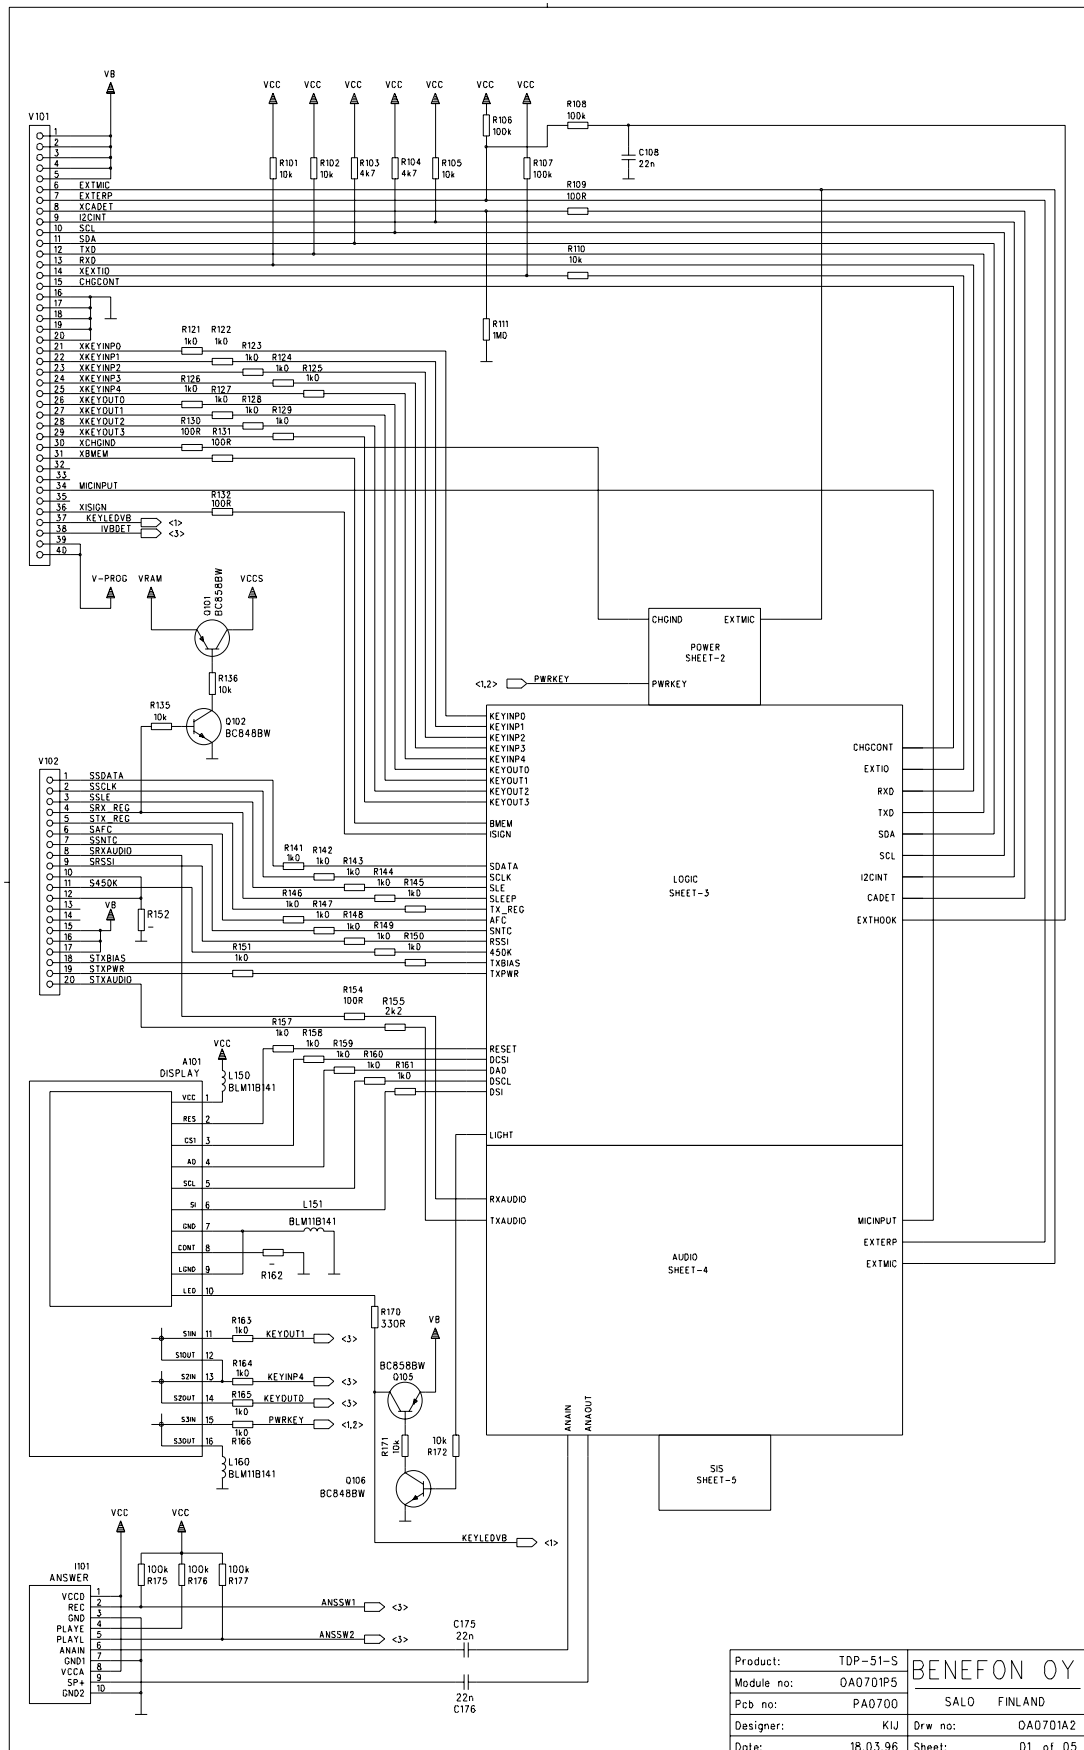 VB
VCC VCC VCC VCC VCC VCC VCC
R108
100k
V101
R106
100k
C108
22n
R101
10k
R102
10k
R103
4k7
R104
4k7
R105
10k
R107
100k
1
2
3
4
5
6 EXTMIC
7 EXTERP
8 XCADET
9 I2CINT
10 SCL
11 SDA
12 TXD
13 RXD
14 XEXTIO
15 CHGCONT
16
17
18
19
20
21 XKEYINP0
22 XKEYINP1
23 XKEYINP2
24 XKEYINP3
25 XKEYINP4
26 XKEYOUT0
27 XKEYOUT1
28 XKEYOUT2
29 XKEYOUT3
30 XCHGIND
31 XBMEM
32
33
34 MICINPUT
35
36 XISIGN
37 KEYLEDVB <1>
38 IVBDET <3>
39
40
R109
100R
R110
10k
R111
1M0
R121
1k0
R122
1k0
R123
1k0
R124
1k0
R125
1k0
R126
1k0
R127
1k0
R128
1k0
R129
1k0
R130
100R
R131
100R
R132
100R
V-PROG VRAM VCCS
Q101
BC858BW
R136
10k
R135
10k
Q102
BC848BW
CHGIND EXTMIC
POWER
SHEET-2
<1,2> PWRKEY PWRKEY
KEYINP0
KEYINP1
KEYINP2
KEYINP3
KEYINP4
KEYOUT0
KEYOUT1
KEYOUT2
KEYOUT3
BMEM
ISIGN
SDATA
SCLK
SLE
SLEEP
TX_REG
AFC
SNTC
RSSI
450K
TXBIAS
TXPWR
RESET
DCSI
DA0
DSCL
DSI
LIGHT
LOGIC
SHEET-3
CHGCONT
EXTIO
RXD
TXD
SDA
SCL
I2CINT
CADET
EXTHOOK
V102
1 SSDATA
2 SSCLK
3 SSLE
4 SRX_REG
5 STX_REG
6 SAFC
7 SSNTC
8 SRXAUDIO
9 SRSSI
10
11 S450K
12
13 VB
14
15
16
17
18 STXBIAS
19 STXPWR
20 STXAUDIO
R152
-
R141
1k0
R142
1k0
R143
1k0
R144
1k0
R145
1k0
R146
1k0
R147
1k0
R148
1k0
R149
1k0
R150
1k0
R151
1k0
R154
100R
R155
2k2
R157
1k0
R158
1k0
R159
1k0
R160
1k0
R161
1k0
VCC
A101
DISPLAY
L150
BLM11B141
VCC 1
RES 2
CS1 3
A0 4
SCL 5
SI 6
GND 7
CONT 8
LGND 9
LED 10
L151
BLM11B141
-
R162
S1IN 11
S1OUT 12
S2IN 13
S2OUT 14
S3IN 15
S3OUT 16
R163
1k0
KEYOUT1 <3>
R164
1k0
KEYINP4 <3>
R165
1k0
KEYOUT0 <3>
PWRKEY <1,2>
1k0
R166
L160
BLM11B141
R170
330R
VB
BC858BW
Q105
R171
10k
10k
R172
Q106
BC848BW
KEYLEDVB <1>
RXAUDIO
TXAUDIO
AUDIO
SHEET-4
MICINPUT
EXTERP
EXTMIC
ANAIN
ANAOUT
SIS
SHEET-5
VCC VCC
I101
ANSWER
100k
R175
100k
R176
100k
R177
VCCD 1
REC 2
GND 3
PLAYE 4
PLAYL 5
ANAIN 6
GND1 7
VCCA 8
SP+ 9
GND2 10
ANSSW1 <3>
ANSSW2 <3>
C175
22n
22n
C176
Product: TDP-51-S
Module no: OA0701P5
Pcb no: PA0700
Designer: KIJ
Date: 18.03.96
BENEFON OY
SALO FINLAND
Drw no: OA0701A2
Sheet: 01 of 05